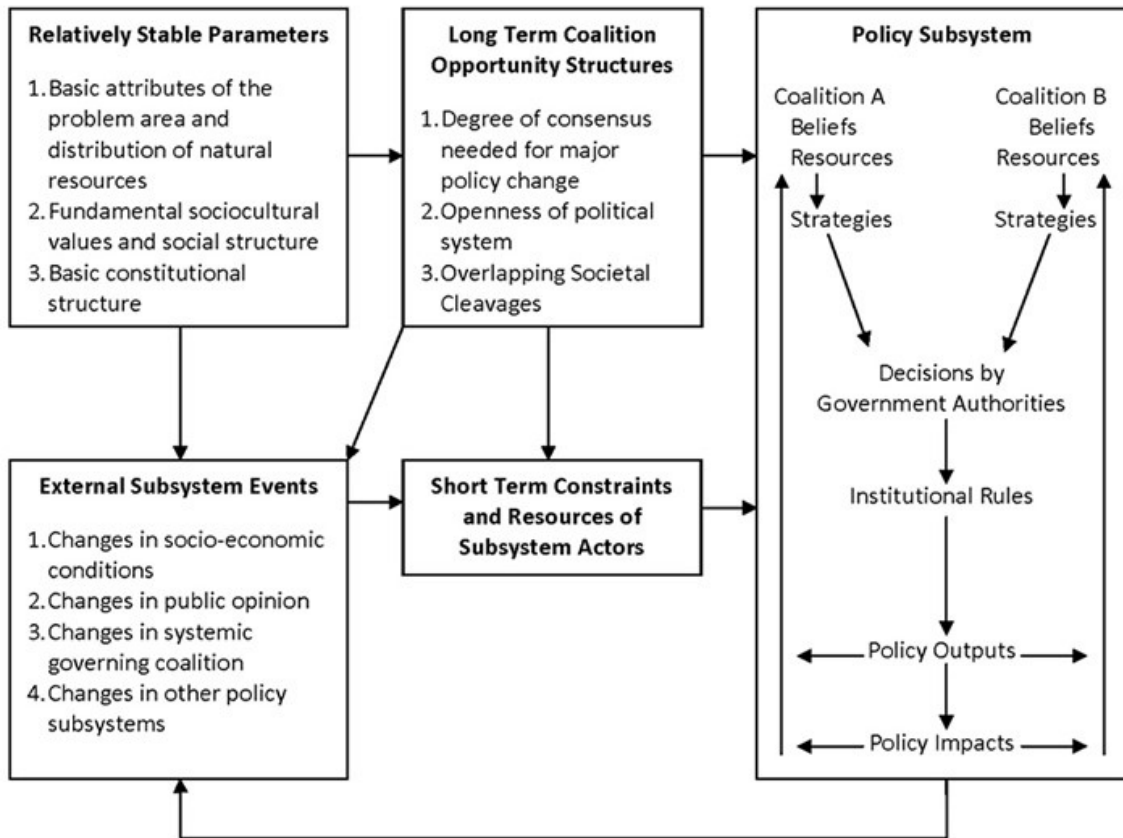 Relatively Stable Parameters
1. Basic attributes of the
problem area and
distribution of natural
resources
2. Fundamental sociocultural
values and social structure
3. Basic constitutional
structure
Long Term Coalition
Opportunity Structures
1. Degree of consensus
needed for major
policy change
2. Openness of political
system
3. Overlapping Societal
Cleavages
Policy Subsystem
Coalition A
Beliefs
Resources
Strategies
Coalition B
Beliefs
Resources
Strategies
Decisions by
Government Authorities
Institutional Rules
Policy Outputs
Policy Impacts
External Subsystem Events
1. Changes in socio-economic
conditions
2. Changes in public opinion
3. Changes in systemic
governing coalition
4. Changes in other policy
subsystems
Short Term Constraints
and Resources of
Subsystem Actors